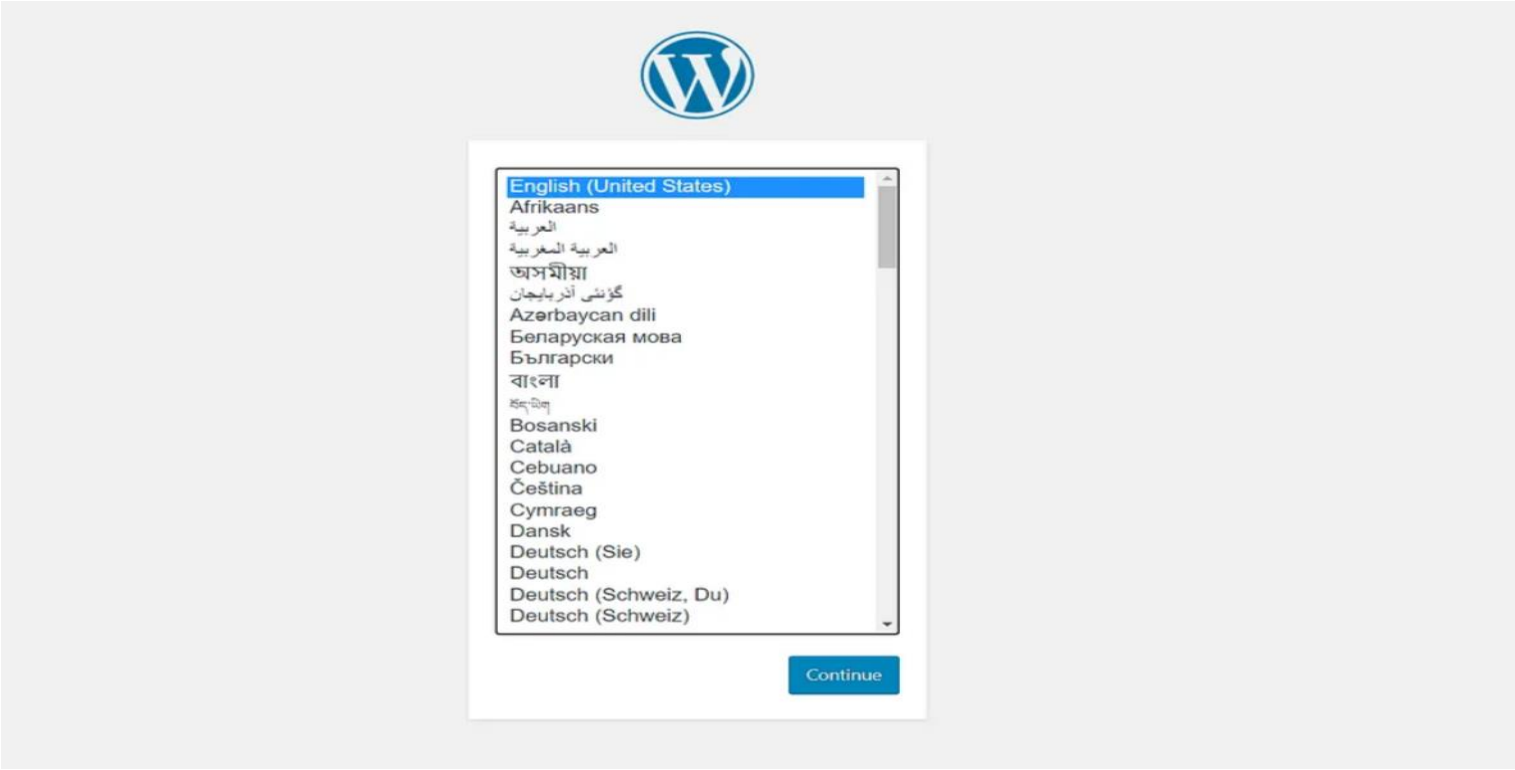 English (United States)
Afrikaans
العربية
العربية المغربية
অসমীয়া
گؤنئی آذربایجان
Azərbaycan dili
Беларуская мова
Български
বাংলা
བོད་ཡིག
Bosanski
Català
Cebuano
Čeština
Cymraeg
Dansk
Deutsch (Sie)
Deutsch
Deutsch (Schweiz, Du)
Deutsch (Schweiz)
Continue